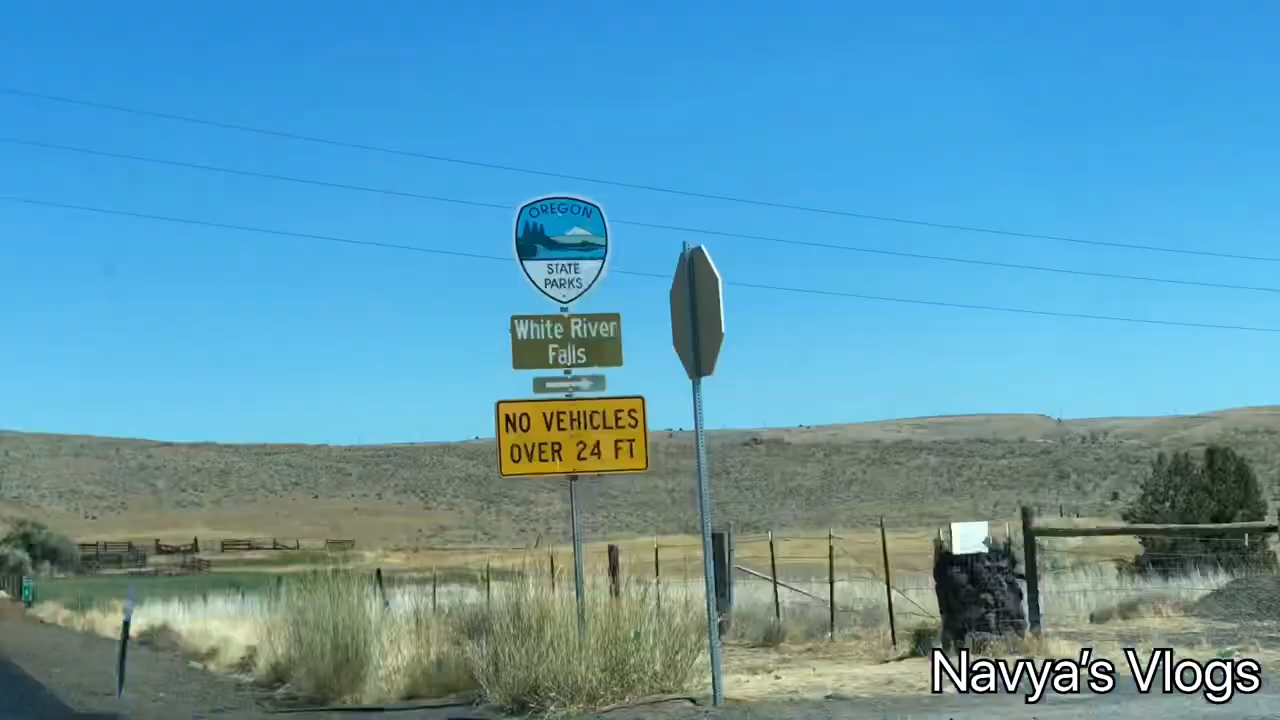 OREGON
STATE
PARKS
White River
Falls
NO VEHICLES
OVER 24 FT
Navya's Vlogs